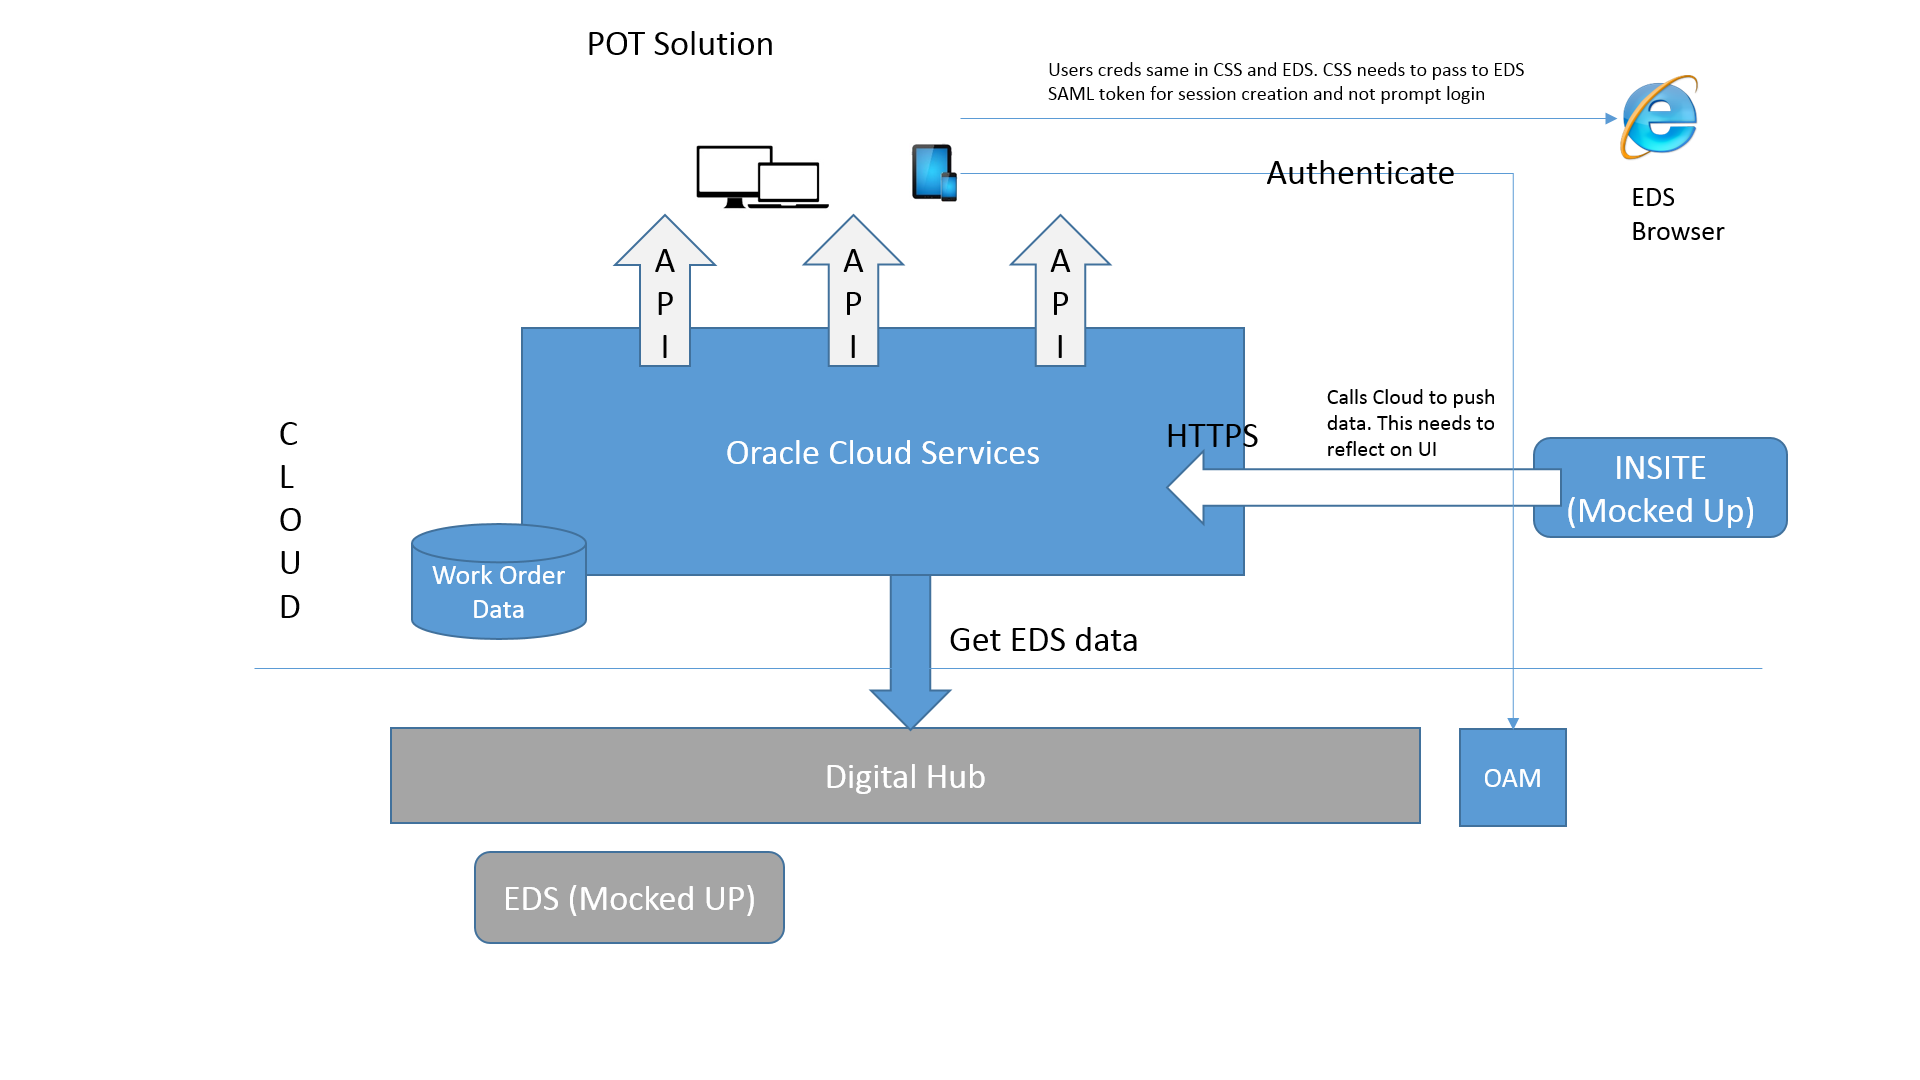 POT Solution
Users creds same in CSS and EDS. CSS needs to pass to EDS
SAML token for session creation and not prompt login
Authenticate
EDS
Browser
A
P
I
A
P
I
A
P
I
C
L
O
U
D
Oracle Cloud Services
HTTPS
Calls Cloud to push
data. This needs to
reflect on UI
INSITE
(Mocked Up)
Work Order
Data
Get EDS data
Digital Hub
OAM
EDS (Mocked UP)